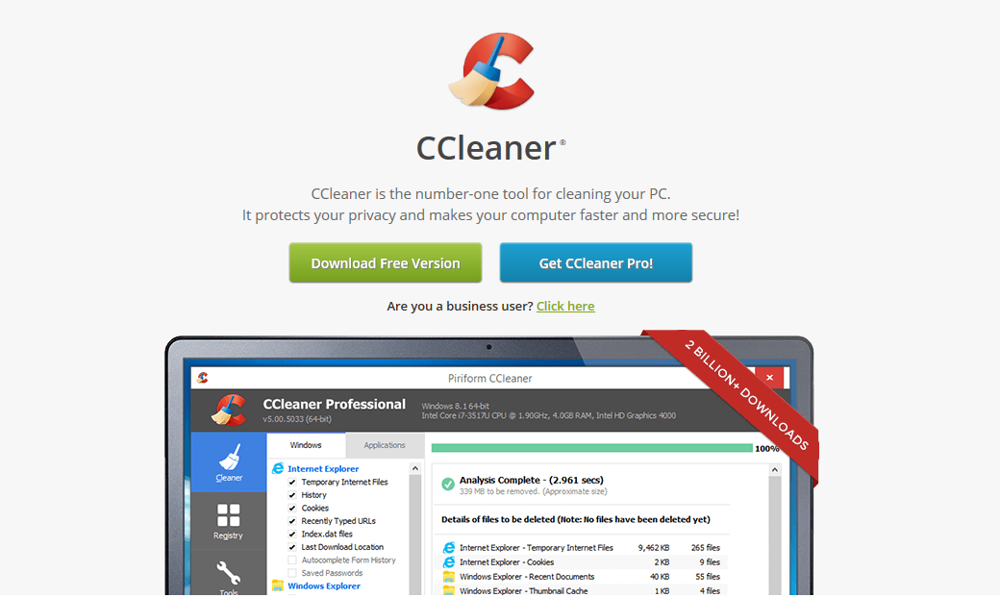 CCleaner®
CCleaner is the number-one tool for cleaning your PC.
It protects your privacy and makes your computer faster and more secure!
Download Free Version
Get CCleaner Pro!
Are you a business user? Click here
2 BILLION+ DOWNLOADS
Piriform CCleaner
CCleaner Professional
v5.00.5033 (64-bit)
Windows 8.1 64-bit
Intel Core i7-3517U CPU @ 1.90GHz, 4.0GB RAM, Intel HD Graphics 4000
Cleaner
Registry
Tools
Windows
Applications
Internet Explorer
Temporary Internet Files
History
Cookies
Recently Typed URLs
Index.dat files
Last Download Location
Autocomplete Form History
Saved Passwords
Windows Explorer
100%
Analysis Complete - (2.961 secs)
339 MB to be removed. (Approximate size)
Details of files to be deleted (Note: No files have been deleted yet)
Internet Explorer - Temporary Internet Files 9,462 KB 265 files
Internet Explorer - Cookies 2 KB 9 files
Windows Explorer - Recent Documents 40 KB 55 files
Windows Explorer - Thumbnail Cache 1 KB 4 files